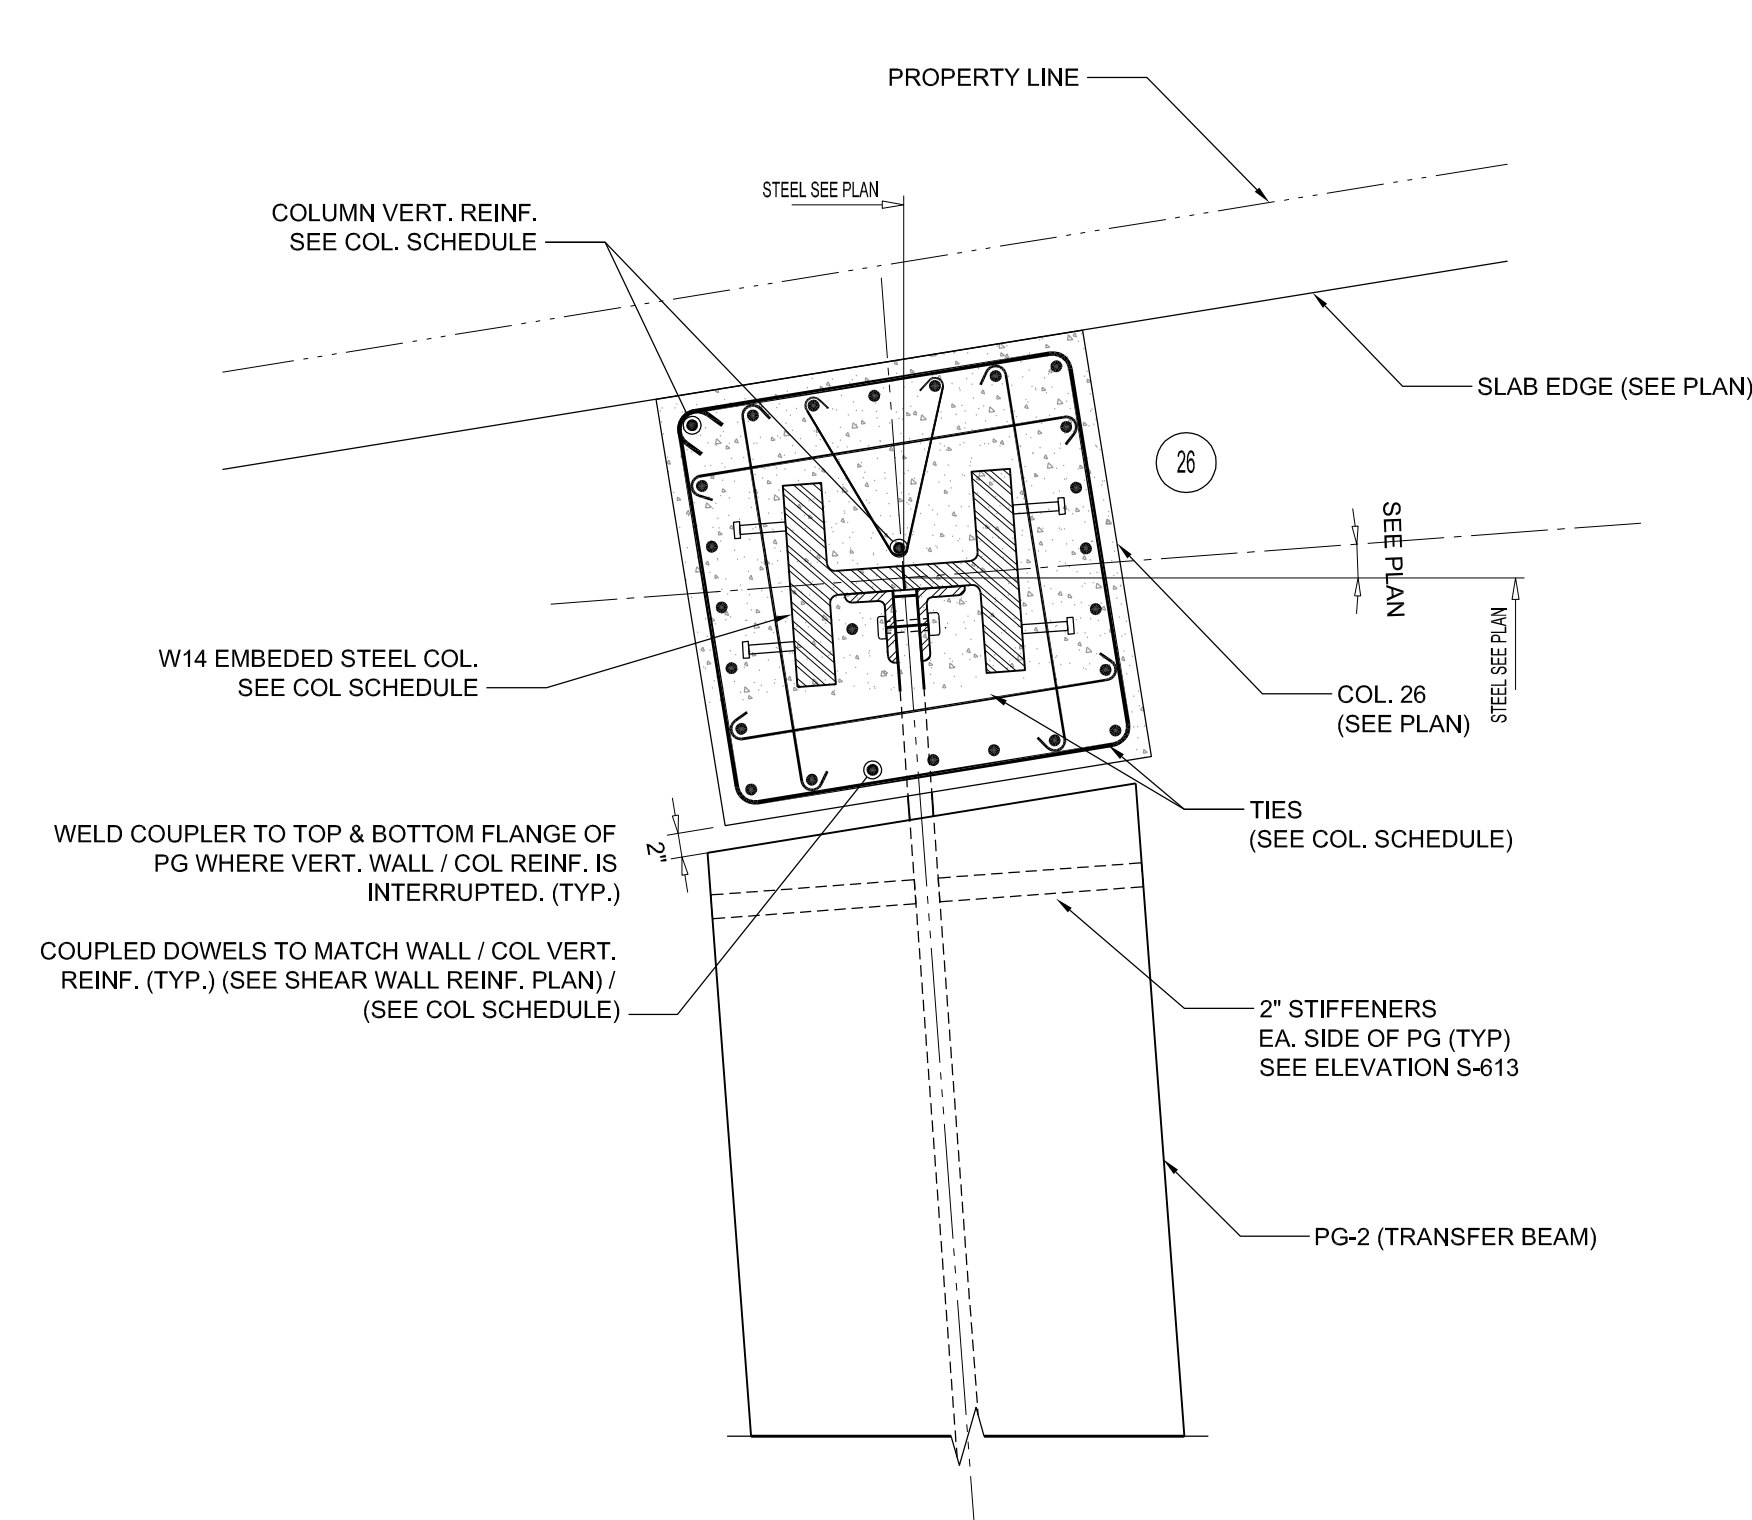 PROPERTY LINE
STEEL SEE PLAN
COLUMN VERT. REINF.
SEE COL. SCHEDULE
SLAB EDGE (SEE PLAN)
26
SEE PLAN
STEEL SEE PLAN
W14 EMBEDED STEEL COL.
SEE COL SCHEDULE
COL. 26
(SEE PLAN)
TIES
(SEE COL. SCHEDULE)
WELD COUPLER TO TOP & BOTTOM FLANGE OF
PG WHERE VERT. WALL / COL REINF. IS
INTERRUPTED. (TYP.)
2"
COUPLED DOWELS TO MATCH WALL / COL VERT.
REINF. (TYP.) (SEE SHEAR WALL REINF. PLAN) /
(SEE COL SCHEDULE)
2" STIFFENERS
EA. SIDE OF PG (TYP)
SEE ELEVATION S-613
PG-2 (TRANSFER BEAM)